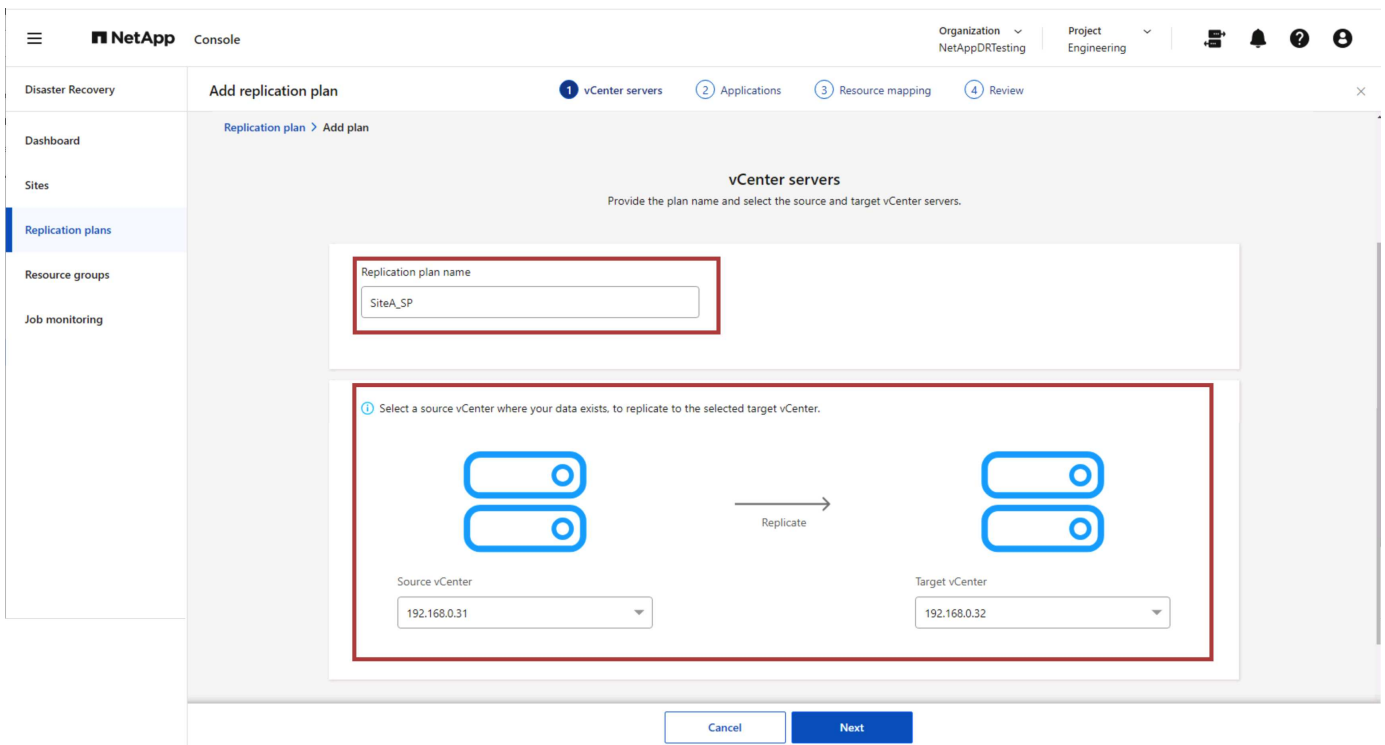 NetApp Console
Organization
NetAppDRTesting
Project
Engineering
Disaster Recovery
Add replication plan
1 vCenter servers
2 Applications
3 Resource mapping
4 Review
Dashboard
Sites
Replication plans
Resource groups
Job monitoring
Replication plan > Add plan
vCenter servers
Provide the plan name and select the source and target vCenter servers.
Replication plan name
SiteA_SP
Select a source vCenter where your data exists, to replicate to the selected target vCenter.
Replicate
Source vCenter
192.168.0.31
Target vCenter
192.168.0.32
Cancel
Next